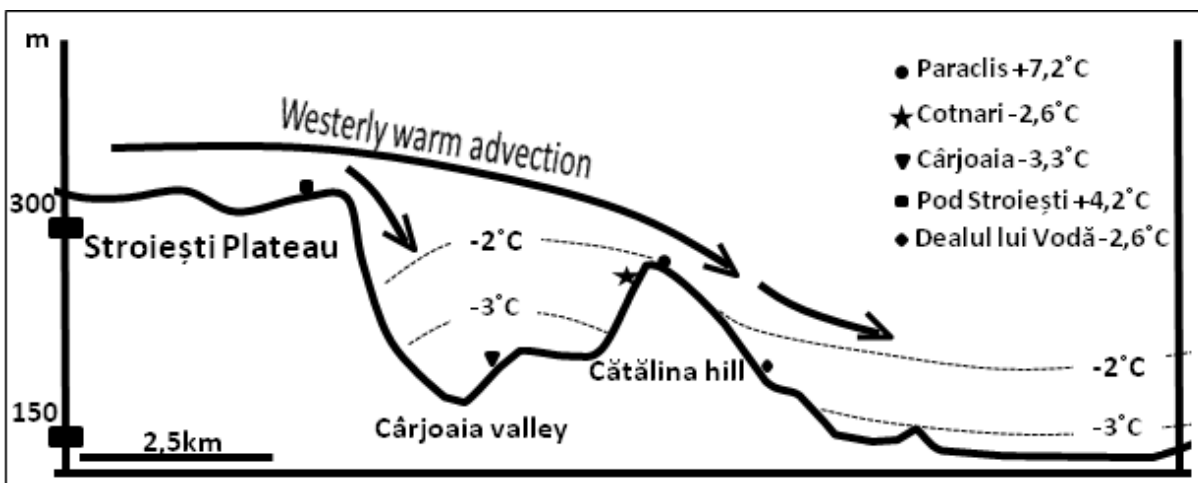 m
Paraclis +7,2°C
Westerly warm advection
Cotnari -2,6°C
Cârjoaia -3,3°C
300
Pod Stroiești +4,2°C
Stroiești Plateau
-2°C
Dealul lui Vodă -2,6°C
-3°C
Cătălina hill
-2°C
150
Cârjoaia valley
2,5km
-3°C